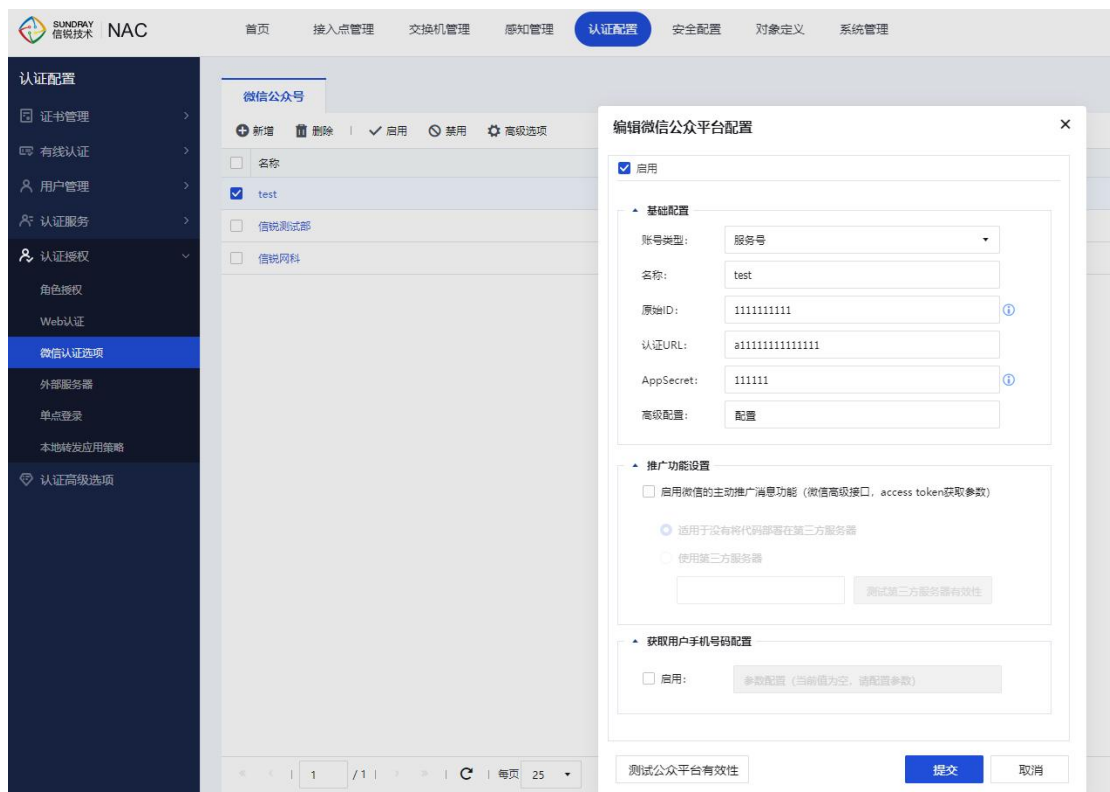 SUNDRAY
信锐技术 NAC
首页 接入点管理 交换机管理 感知管理 认证配置 安全配置 对象定义 系统管理
认证配置
证书管理
有线认证
用户管理
认证服务
认证授权
角色授权
Web认证
微信认证选项
外部服务器
单点登录
本地转发应用策略
认证高级选项
微信公众号
新增 删除 启用 禁用 高级选项
名称
test
信锐测试部
信锐网科
1 /1 每页 25
编辑微信公众平台配置
启用
基础配置
账号类型: 服务号
名称: test
原始ID: 1111111111
认证URL: a11111111111111
AppSecret: 111111
高级配置: 配置
推广功能设置
启用微信的主动推广消息功能（微信高级接口，access token获取参数）
适用于没有将代码部署在第三方服务器
使用第三方服务器
测试第三方服务器有效性
获取用户手机号码配置
启用: 参数配置（当前值为空，请配置参数）
测试公众平台有效性 提交 取消